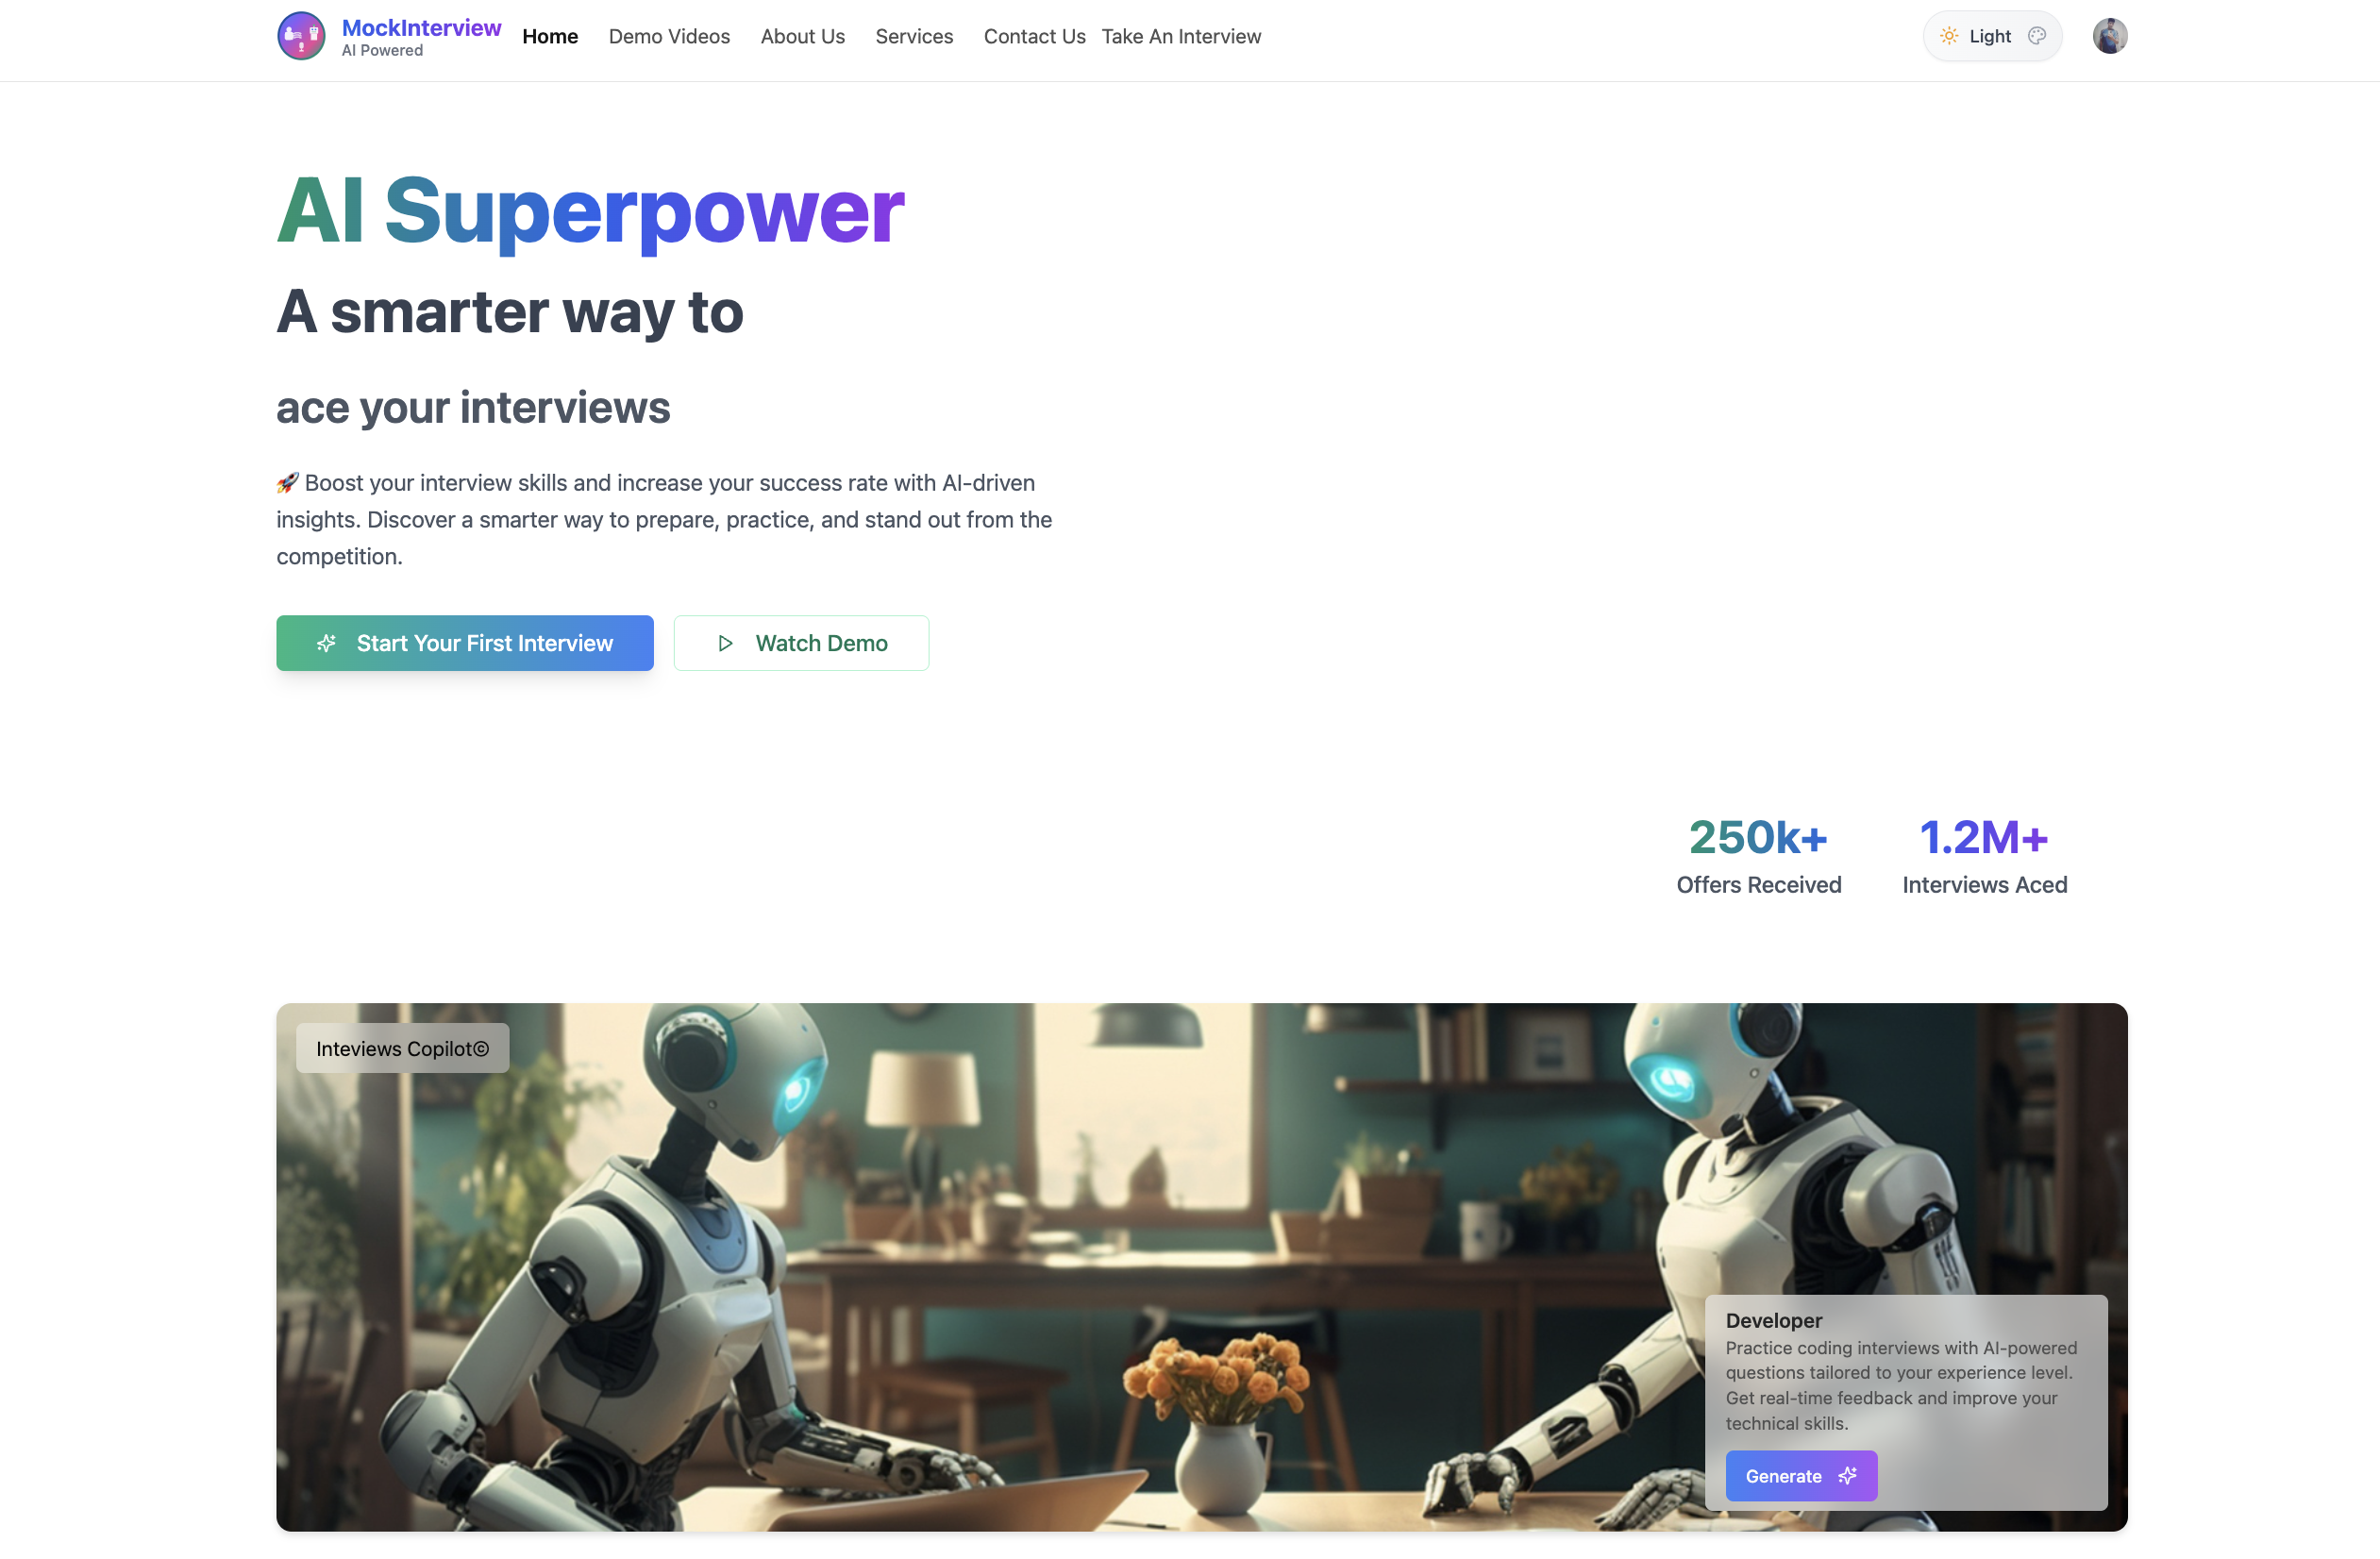 MockInterview
AI Powered
Home
Demo Videos
About Us
Services
Contact Us
Take An Interview
Light
AI Superpower
A smarter way to
ace your interviews
🚀 Boost your interview skills and increase your success rate with AI-driven
insights. Discover a smarter way to prepare, practice, and stand out from the
competition.
Start Your First Interview
Watch Demo
250k+
Offers Received
1.2M+
Interviews Aced
Inteviews Copilot©
Developer
Practice coding interviews with AI-powered
questions tailored to your experience level.
Get real-time feedback and improve your
technical skills.
Generate